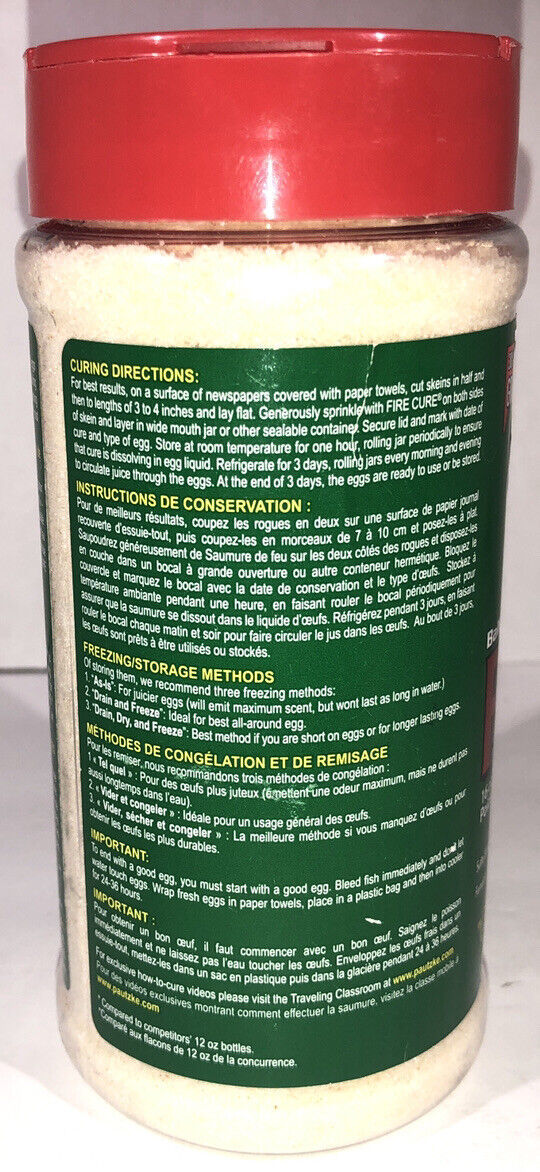 CURING DIRECTIONS:
For best results, on a surface of newspapers covered with paper towels, cut skeins in half and
then to lengths of 3 to 4 inches and lay flat. Generously sprinkle with FIRE CURE® on both sides
of skein and layer in wide mouth jar or other sealable container. Secure lid and mark with date of
cure and type of egg. Store at room temperature for one hour, rolling jar periodically to ensure
that cure is dissolving in egg liquid. Refrigerate for 3 days, rolling jars every morning and evening
to circulate juice through the eggs. At the end of 3 days, the eggs are ready to use or be stored.
INSTRUCTIONS DE CONSERVATION :
Pour de meilleurs résultats, coupez les rogues en deux sur une surface de papier journal
recouverte d'essuie-tout, puis coupez-les en morceaux de 7 à 10 cm et posez-les à plat.
Saupoudrez généreusement de Saumure de feu sur les deux côtés des rogues et disposez-les
en couche dans un bocal à grande ouverture ou autre conteneur hermétique. Bloquez le
couvercle et marquez le bocal avec la date de conservation et le type d'œufs. Stockez à
température ambiante pendant une heure, en faisant rouler le bocal périodiquement pour
assurer que la saumure se dissout dans le liquide d'œufs. Réfrigérez pendant 3 jours, en faisant
rouler le bocal chaque matin et soir pour faire circuler le jus dans les œufs. Au bout de 3 jours,
les œufs sont prêts à être utilisés ou stockés.
FREEZING/STORAGE METHODS
Of storing them, we recommend three freezing methods:
1. "As-Is": For juicier eggs (will emit maximum scent, but wont last as long in water.)
2. "Drain and Freeze": Ideal for best all-around egg.
3. "Drain, Dry, and Freeze": Best method if you are short on eggs or for longer lasting eggs.
MÉTHODES DE CONGÉLATION ET DE REMISAGE
Pour les remiser, nous recommandons trois méthodes de congélation :
1 « Tel quel » : Pour des œufs plus juteux (émettent une odeur maximum, mais ne durent pas
aussi longtemps dans l'eau).
2. « Vider et congeler » : Idéale pour un usage général des œufs.
3. « Vider, sécher et congeler » : La meilleure méthode si vous manquez d'œufs ou pour
obtenir les œufs les plus durables.
IMPORTANT:
To end with a good egg, you must start with a good egg. Bleed fish immediately and let
water touch eggs. Wrap fresh eggs in paper towels, place in a plastic bag and then into cooler
for 24-36 hours.
IMPORTANT :
Pour obtenir un bon œuf, il faut commencer avec un bon œuf. Saignez le poisson
immédiatement et ne laissez pas l'eau toucher les œufs. Enveloppez les œufs frais dans un
essuie-tout, mettez-les dans un sac en plastique puis dans la glacière pendant 24 à 36 heures.
For exclusive how-to-cure videos please visit the Traveling Classroom at www.pautzke.com
Pour des vidéos exclusives montrant comment effectuer la saumure, visitez la classe mobile à
www.pautzke.com
* Compared to competitors' 12 oz bottles.
*Comparé aux flacons de 12 oz de la concurrence.